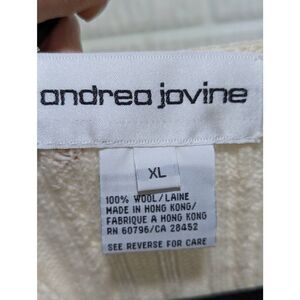 andrea jovine
XL
100% WOOL/LAINE
MADE IN HONG KONG/
FABRIQUE A HONG KONG
RN 60796/CA 28452
SEE REVERSE FOR CARE